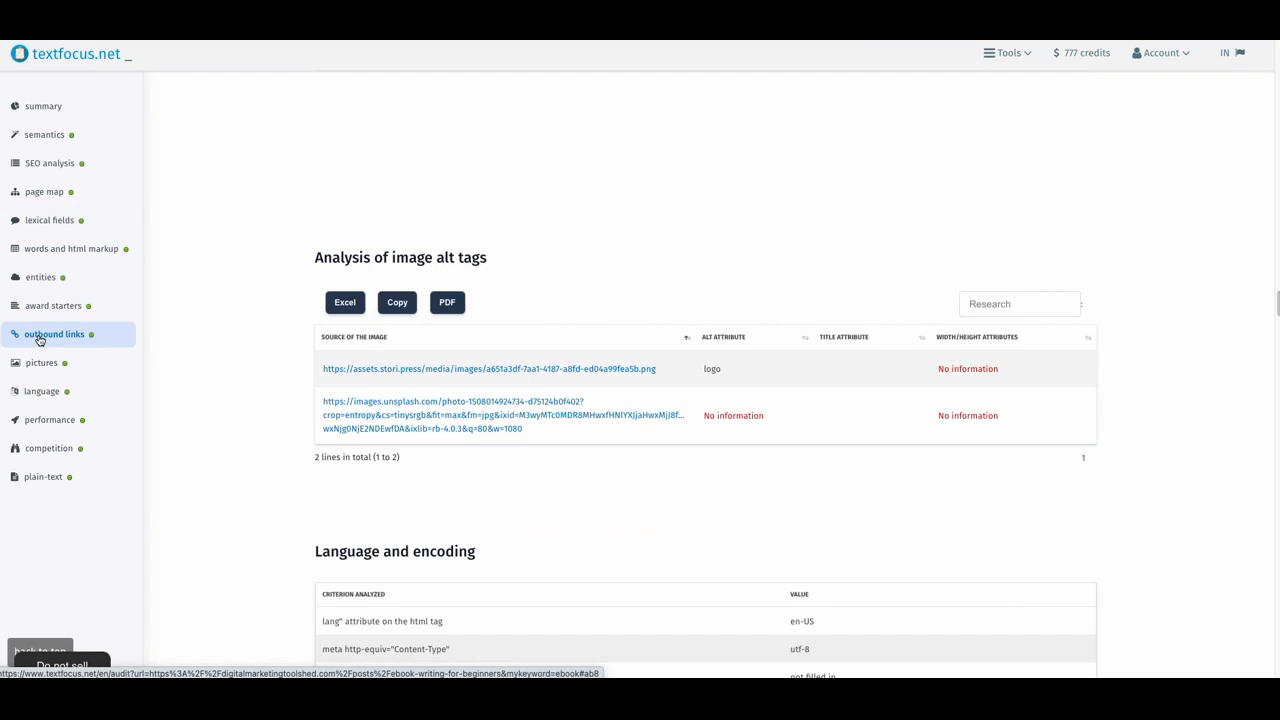 textfocus.net _
Tools
$ 777 credits
Account
IN
summary
semantics
SEO analysis
page map
lexical fields
words and html markup
entities
award starters
outbound links
pictures
language
performance
competition
plain-text
back to top
Do not sell
Analysis of image alt tags
Excel
Copy
PDF
Research
:
SOURCE OF THE IMAGE
ALT ATTRIBUTE
TITLE ATTRIBUTE
WIDTH/HEIGHT ATTRIBUTES
https://assets.stori.press/media/images/a651a3df-7aa1-4187-a8fd-ed04a99fea5b.png
logo
No information
https://images.unsplash.com/photo-1508014924734-d75124b0f402?
crop=entropy&cs=tinysrgb&fit=max&fm=jpg&ixid=M3wyMTc0MDR8MHwxfHNlYXJjaHwxMjJ8f...
wxNjg0NjE2NDEwfDA&ixlib=rb-4.0.3&q=80&w=1080
No information
No information
2 lines in total (1 to 2)
1
Language and encoding
CRITERION ANALYZED
VALUE
lang" attribute on the html tag
en-US
meta http-equiv="Content-Type"
utf-8
not filled in
https://www.textfocus.net/en/audit?url=https%3A%2F%2Fdigitalmarketingtoolshed.com%2Fposts%2Febook-writing-for-beginners&mykeyword=ebook#ab8